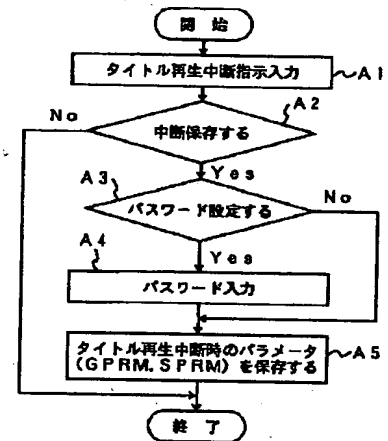 開始
タイトル再生中断指示入力
A1
A2
No
中断保存する
Yes
A3
No
パスワード設定する
A4
Yes
パスワード入力
タイトル再生中断時のパラメータ
(GPRM.SPRM)を保存する
A5
終了